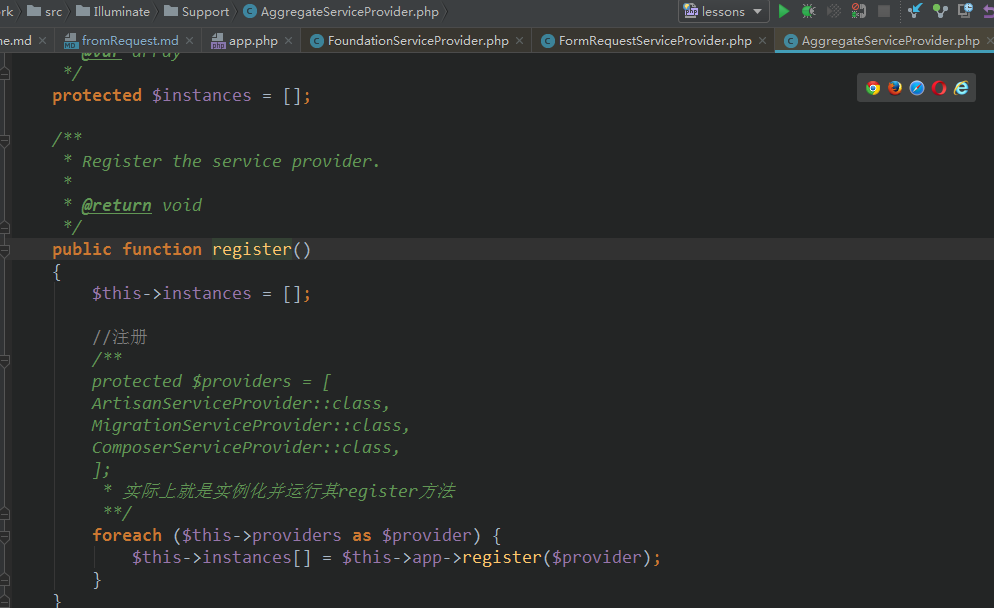 rk > src > Illuminate > Support > AggregateServiceProvider.php > lessons
ne.md × fromRequest.md × app.php × FoundationServiceProvider.php × FormRequestServiceProvider.php × AggregateServiceProvider.php ×
* @var array
*/
protected $instances = [];
/**
* Register the service provider.
*
* @return void
*/
public function register()
{
$this->instances = [];
//注册
/**
protected $providers = [
ArtisanServiceProvider::class,
MigrationServiceProvider::class,
ComposerServiceProvider::class,
];
* 实际上就是实例化并运行其register方法
**/
foreach ($this->providers as $provider) {
$this->instances[] = $this->app->register($provider);
}
}